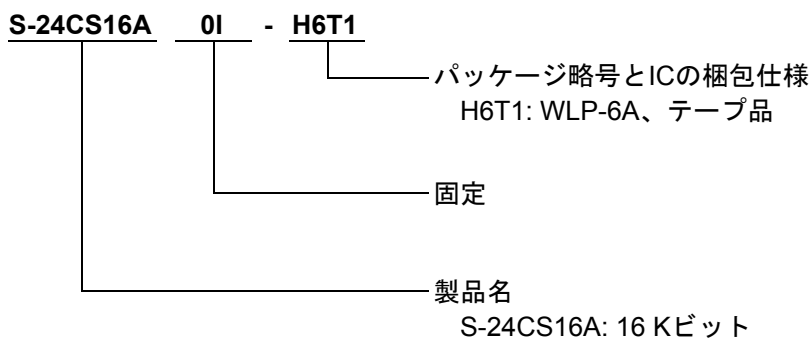 S-24CS16A 0I - H6T1
パッケージ略号とICの梱包仕様
H6T1: WLP-6A、テープ品
固定
製品名
S-24CS16A: 16 Kビット